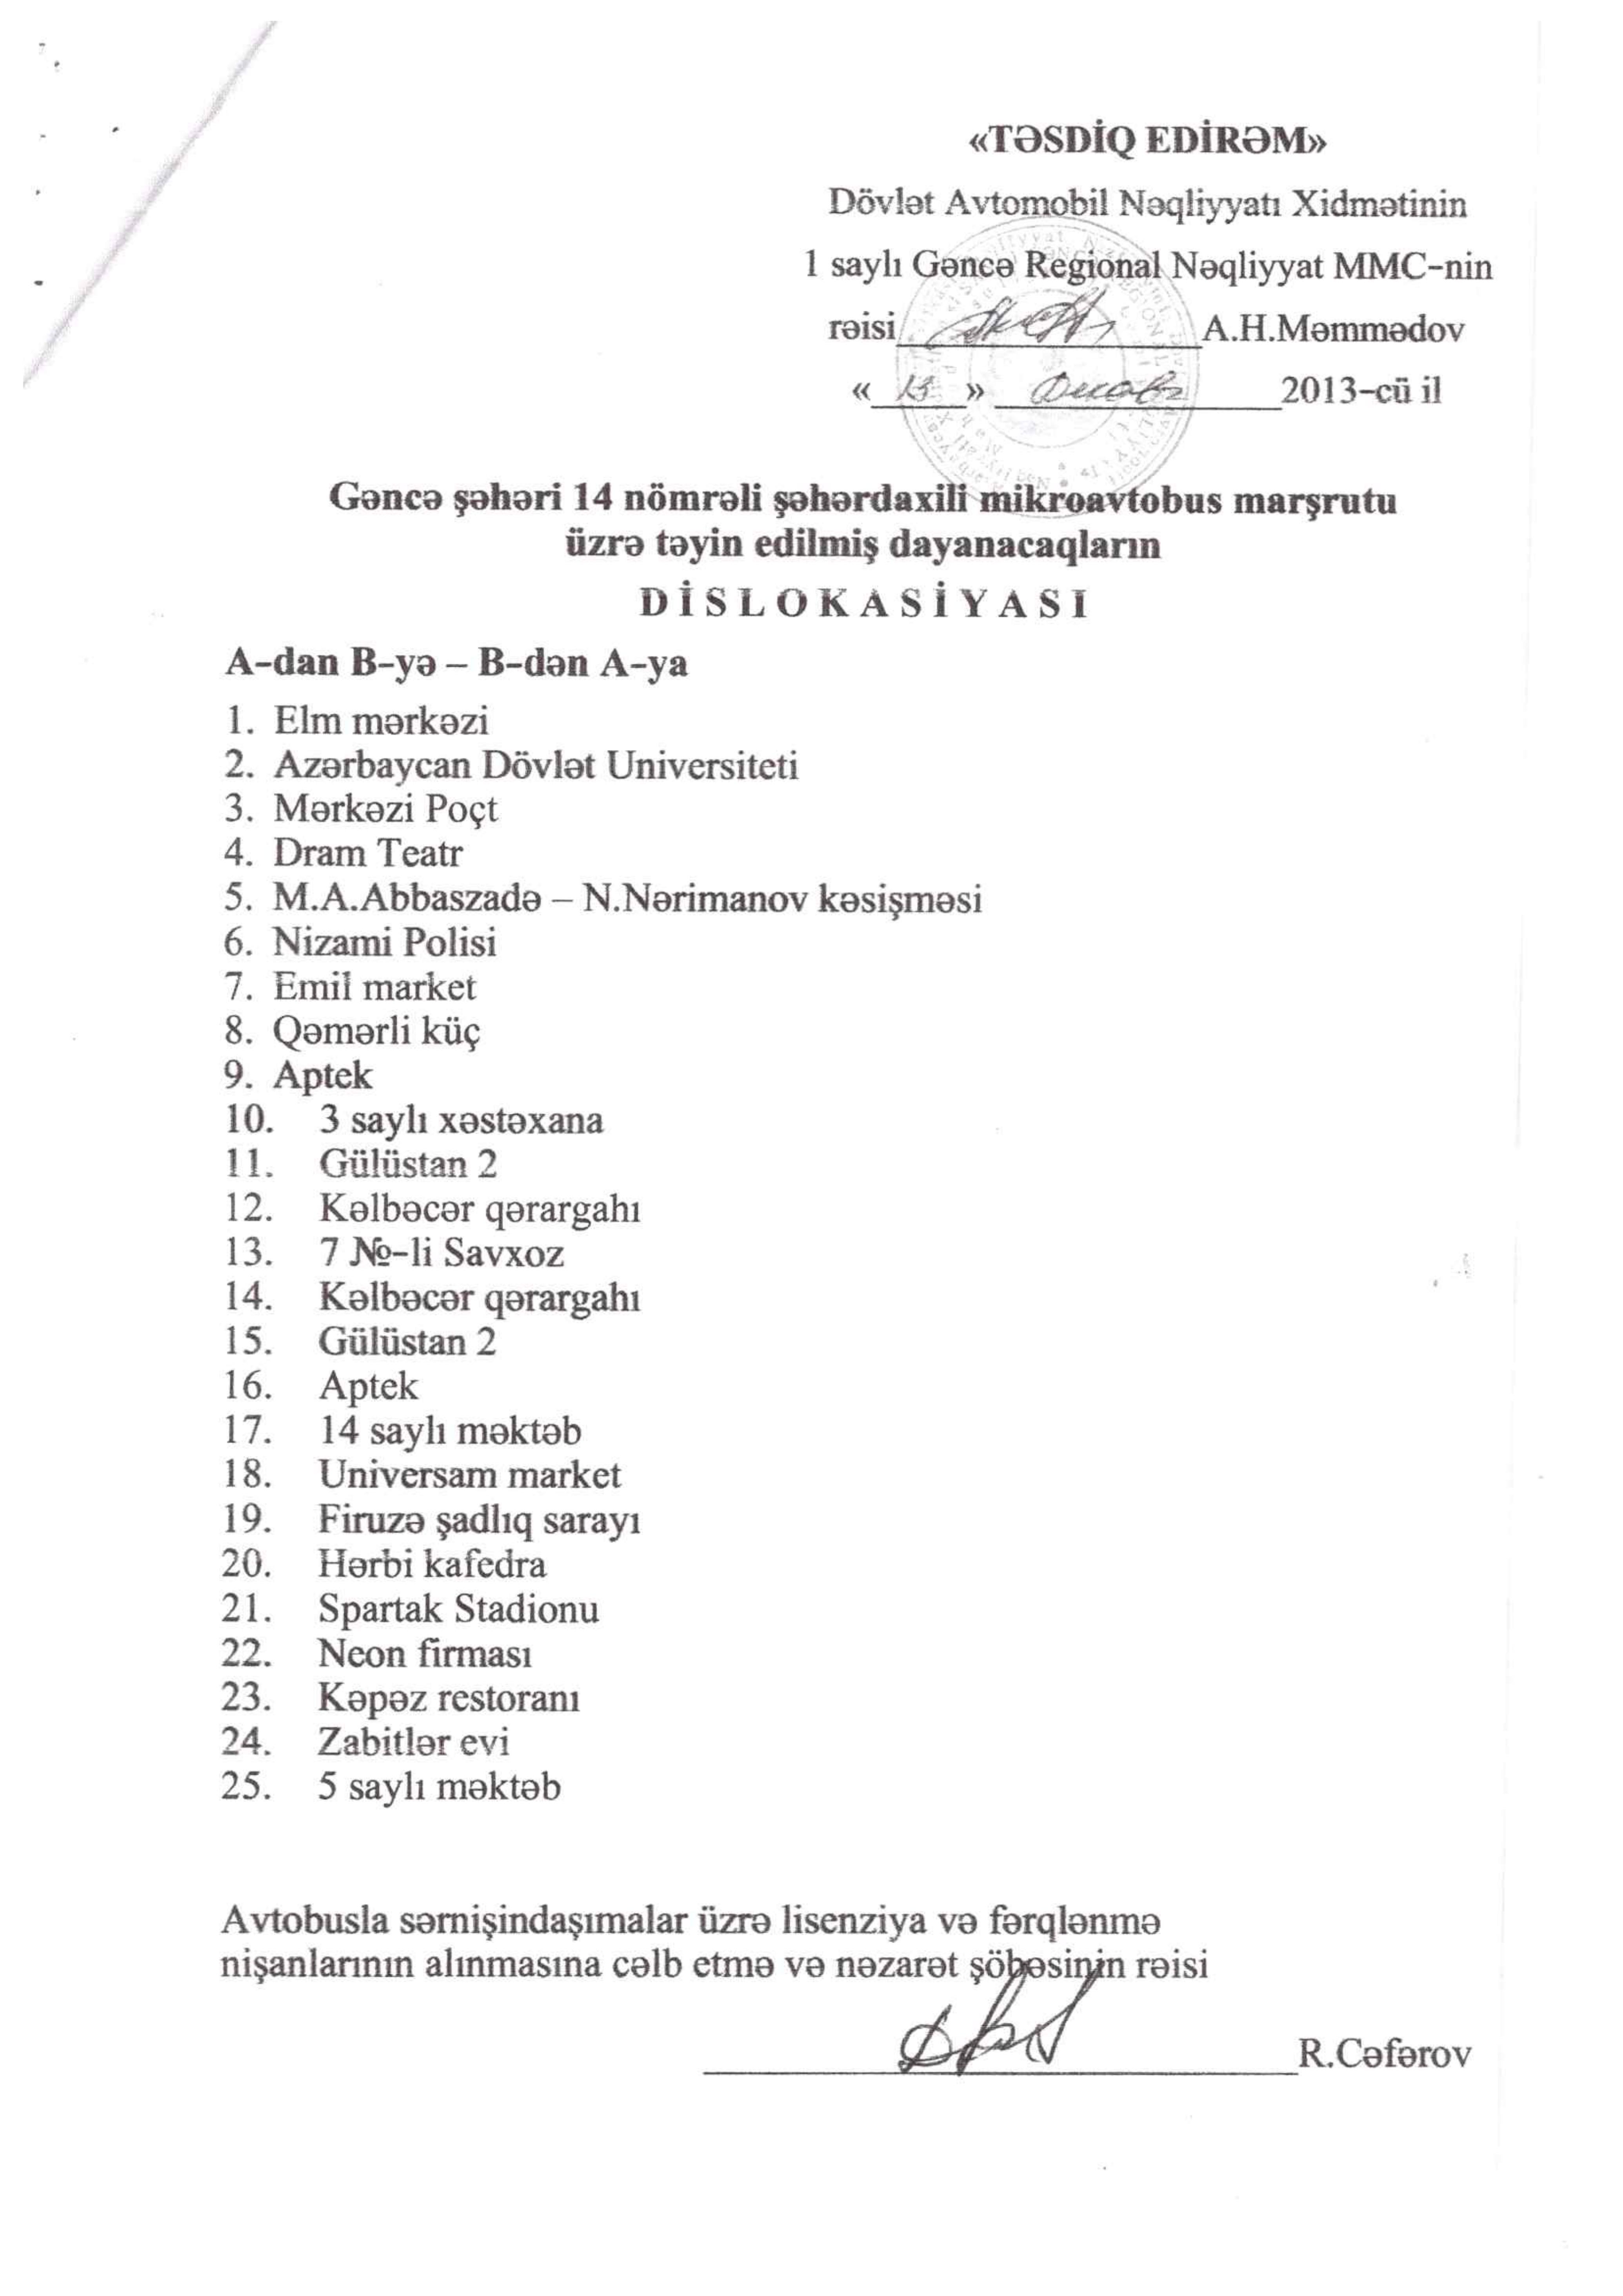 «TƏSDİQ EDİRƏM»
Dövlət Avtomobil Nəqliyyatı Xidmətinin
1 saylı Gəncə Regional Nəqliyyat MMC-nin
rəisi A.H.Məmmədov
« 13 » 2013-cü il
Gəncə şəhəri 14 nömrəli şəhərdaxili mikroavtobus marşrutu
üzrə təyin edilmiş dayanacaqların
DİSLOKASİYASI
A-dan B-yə – B-dən A-ya
1. Elm mərkəzi
2. Azərbaycan Dövlət Universiteti
3. Mərkəzi Poçt
4. Dram Teatr
5. M.A.Abbaszadə – N.Nərimanov kəsişməsi
6. Nizami Polisi
7. Emil market
8. Qəmərli küç
9. Aptek
10. 3 saylı xəstəxana
11. Gülüstan 2
12. Kəlbəcər qərargahı
13. 7 №-li Savxoz
14. Kəlbəcər qərargahı
15. Gülüstan 2
16. Aptek
17. 14 saylı məktəb
18. Universam market
19. Firuzə şadlıq sarayı
20. Hərbi kafedra
21. Spartak Stadionu
22. Neon firması
23. Kəpəz restoranı
24. Zabitlər evi
25. 5 saylı məktəb
Avtobusla sərnişindaşımalar üzrə lisenziya və fərqlənmə
nişanlarının alınmasına cəlb etmə və nəzarət şöbəsinin rəisi
R.Cəfərov